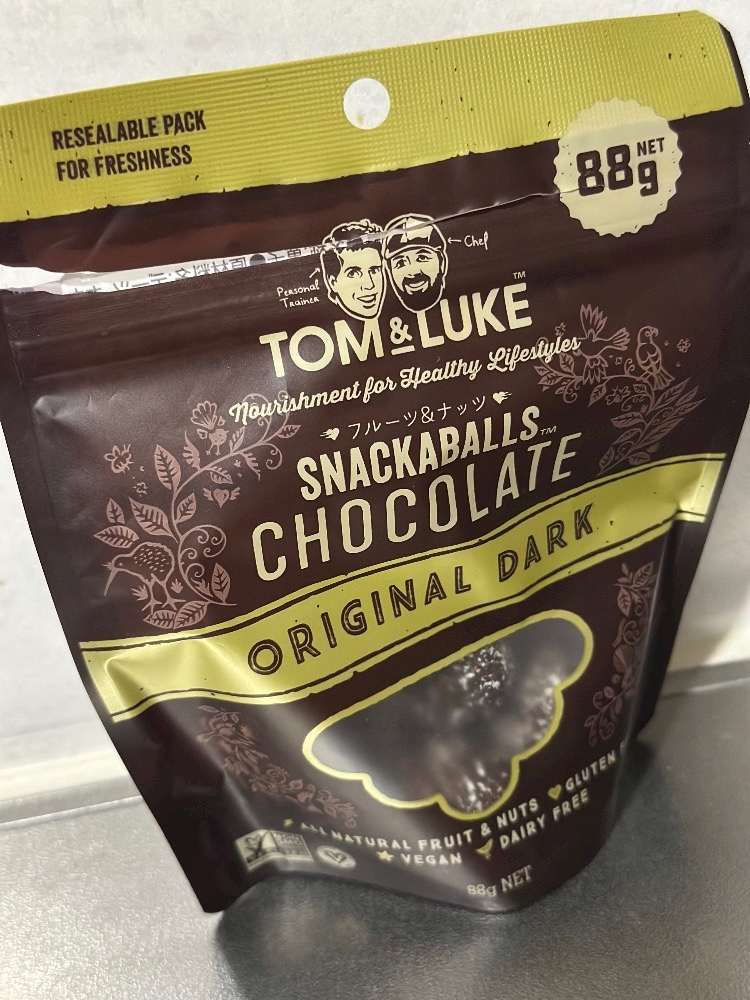 RESEALABLE PACK
FOR FRESHNESS
88g NET
Personal
Trainer
Chef
TOM & LUKE™
Nourishment for Healthy Lifestyles
フルーツ&ナッツ
SNACKABALLS™
CHOCOLATE
ORIGINAL DARK
ALL NATURAL FRUIT & NUTS GLUTEN
VEGAN DAIRY FREE
88g NET